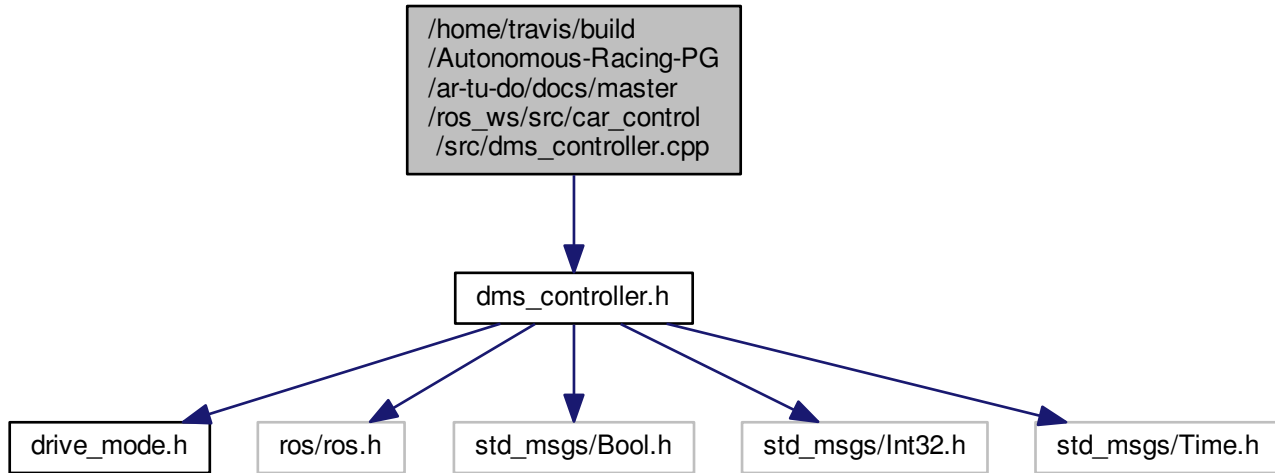 /home/travis/build
/Autonomous-Racing-PG
/ar-tu-do/docs/master
/ros_ws/src/car_control
/src/dms_controller.cpp
dms_controller.h
drive_mode.h
ros/ros.h
std_msgs/Bool.h
std_msgs/Int32.h
std_msgs/Time.h